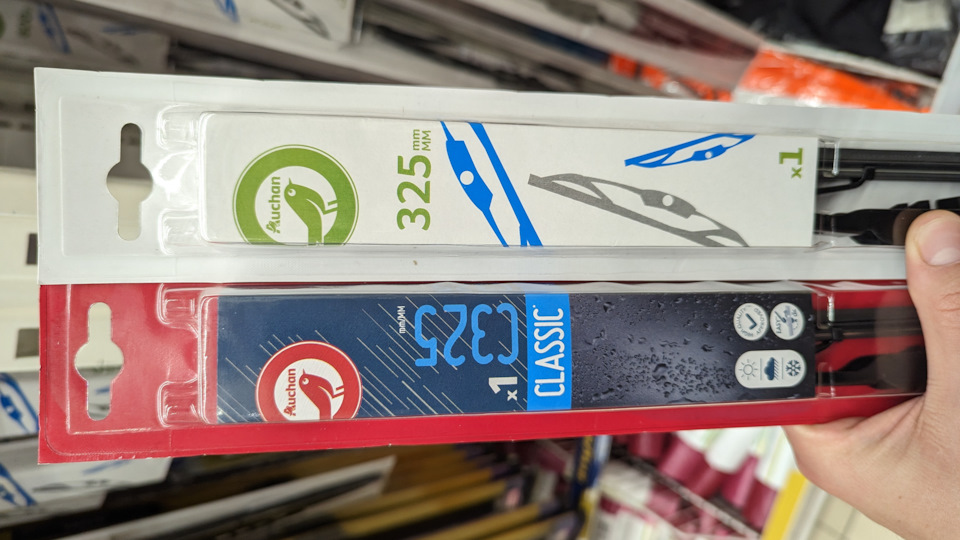 Auchan
325 mm
MM
x1
Auchan
mm/MM
C325
x1
CLASSIC